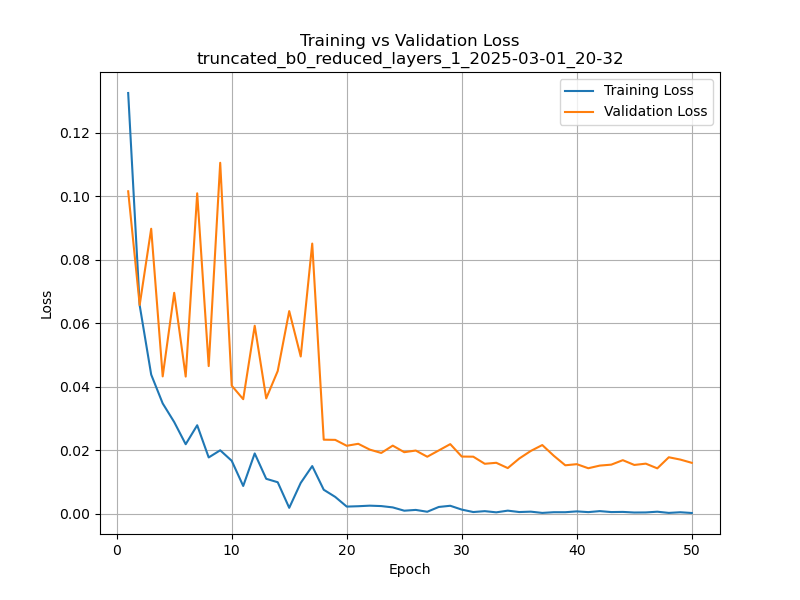 Training vs Validation Loss
truncated_b0_reduced_layers_1_2025-03-01_20-32
Training Loss
Validation Loss
0.12
0.10
0.08
0.06
0.04
0.02
0.00
Loss
0 10 20 30 40 50
Epoch